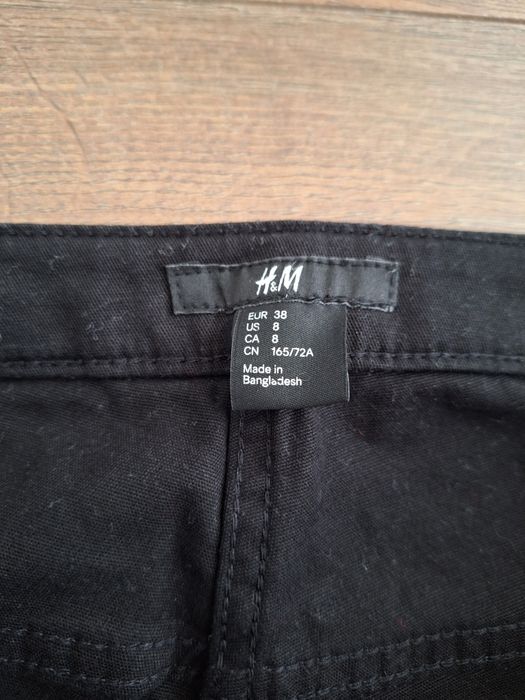 H&M
EUR 38
US 8
CA 8
CN 165/72A
Made in
Bangladesh